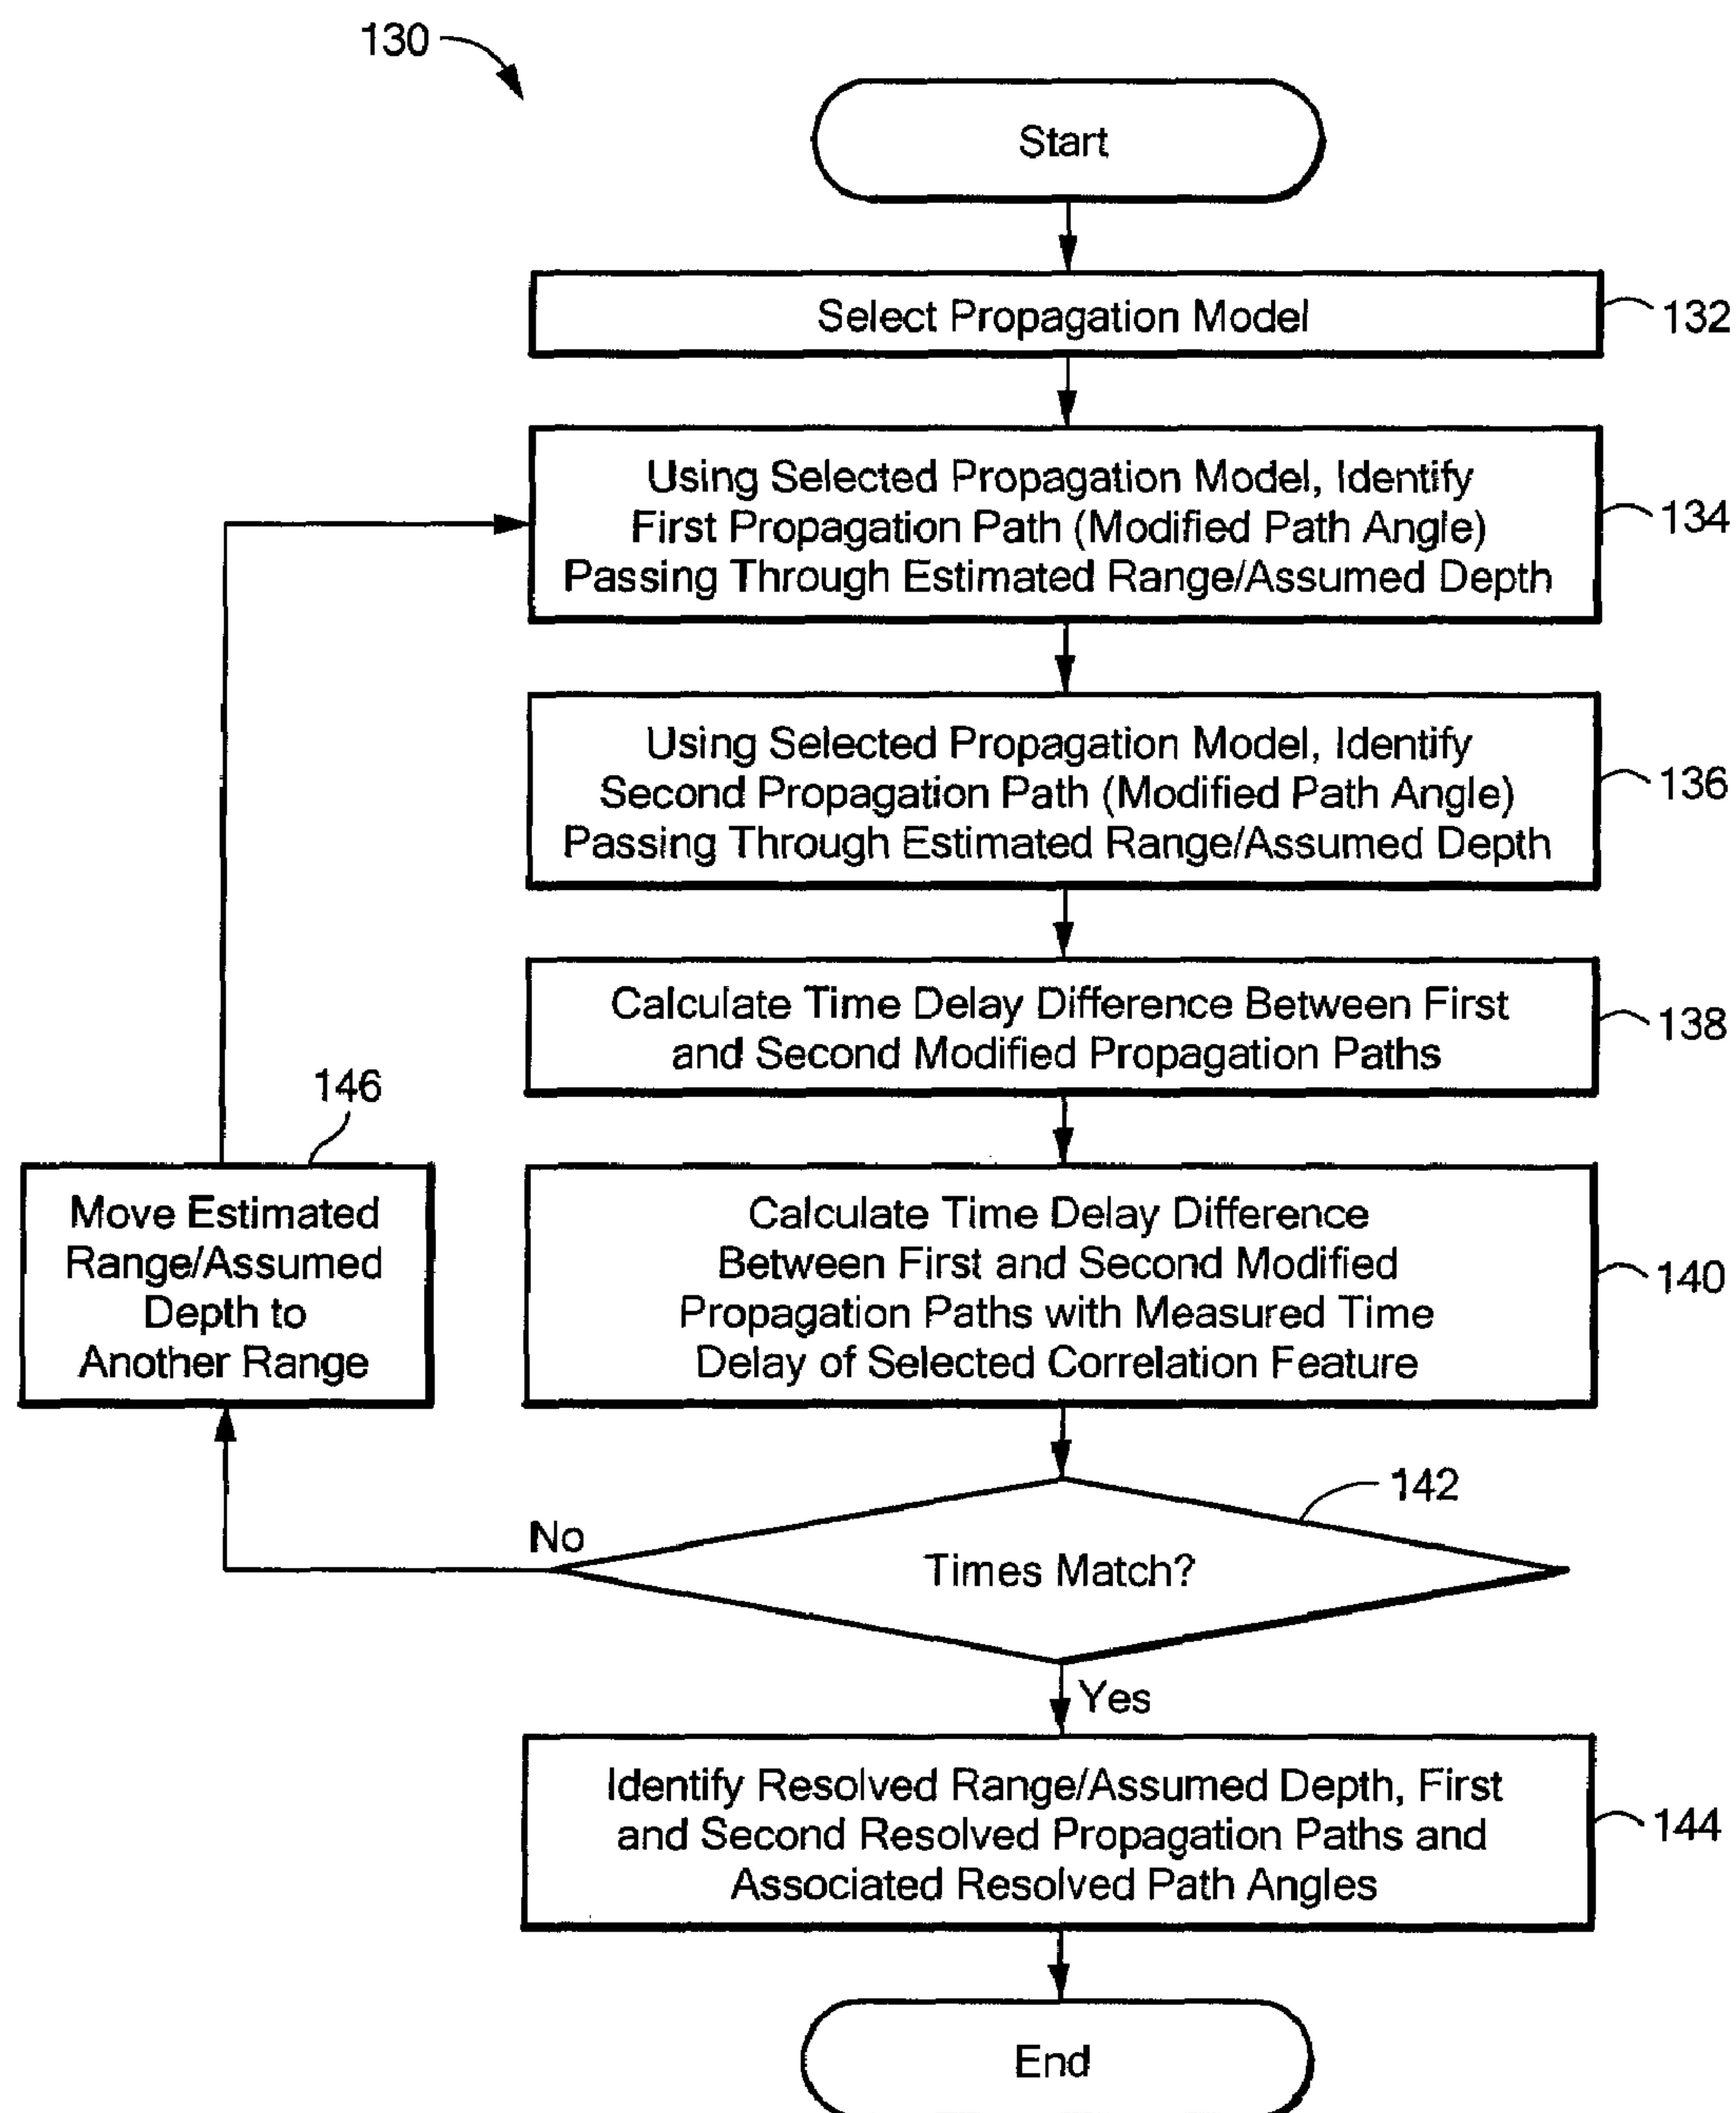 130
Start
Select Propagation Model
132
Using Selected Propagation Model, Identify
First Propagation Path (Modified Path Angle)
Passing Through Estimated Range/Assumed Depth
134
Using Selected Propagation Model, Identify
Second Propagation Path (Modified Path Angle)
Passing Through Estimated Range/Assumed Depth
136
Calculate Time Delay Difference Between First
and Second Modified Propagation Paths
138
146
Move Estimated
Range/Assumed
Depth to
Another Range
Calculate Time Delay Difference
Between First and Second Modified
Propagation Paths with Measured Time
Delay of Selected Correlation Feature
140
142
No
Times Match?
Yes
Identify Resolved Range/Assumed Depth, First
and Second Resolved Propagation Paths and
Associated Resolved Path Angles
144
End